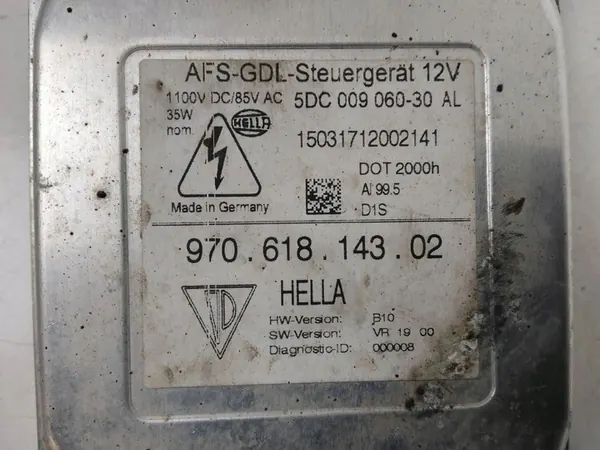 AFS-GDL-Steuergerät 12V
1100V DC/85V AC 5DC 009 060-30 AL
35W
nom.
HELLA
15031712002141
DOT 2000h
Al 99.5
D1S
Made in Germany
970.618.143.02
HELLA
HW-Version: B10
SW-Version: VR 19 00
Diagnostic-ID: 000008